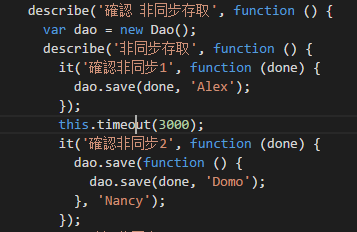 describe('確認 非同步存取', function () {
  var dao = new Dao();
  describe('非同步存取', function () {
    it('確認非同步1', function (done) {
      dao.save(done, 'Alex');
    });
    this.timeout(3000);
    it('確認非同步2', function (done) {
      dao.save(function () {
        dao.save(done, 'Domo');
      }, 'Nancy');
    });